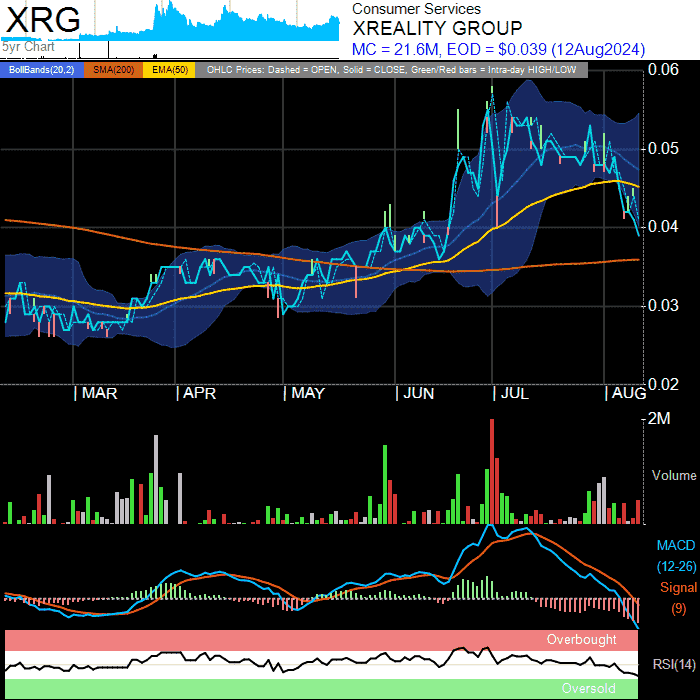 XRG
5yr Chart
Consumer Services
XREALITY GROUP
MC = 21.6M, EOD = $0.039 (12Aug2024)
BollBands(20,2) SMA(200) EMA(50) OHLC Prices: Dashed = OPEN, Solid = CLOSE, Green/Red bars = Intra-day HIGH/LOW
0.06
0.05
0.04
0.03
0.02
MAR APR MAY JUN JUL AUG
2M
Volume
MACD
(12-26)
Signal
(9)
Overbought
RSI(14)
Oversold